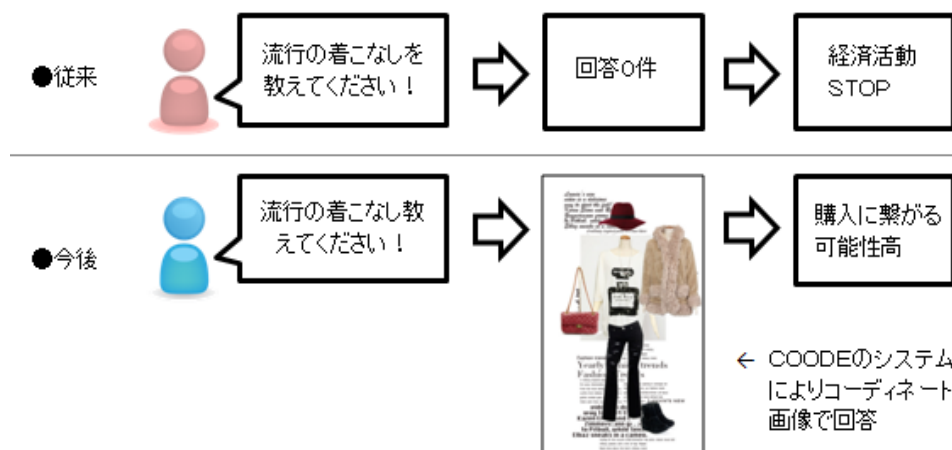 ●従来
流行の着こなしを
教えてください！
回答0件
経済活動
STOP
●今後
流行の着こなし教
えてください！
購入に繋がる
可能性高
← COODEのシステム
によりコーディネート
画像で回答